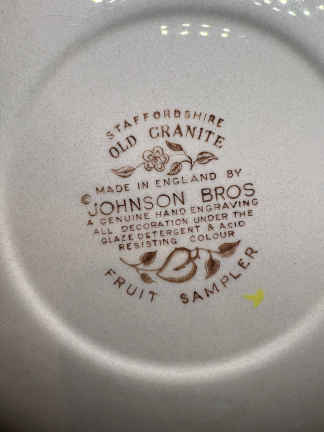 STAFFORDSHIRE
OLD GRANITE
MADE IN ENGLAND BY
© JOHNSON BROS
A GENUINE HAND ENGRAVING
ALL DECORATION UNDER THE
GLAZE DETERGENT & ACID
RESISTING COLOUR
FRUIT SAMPLER